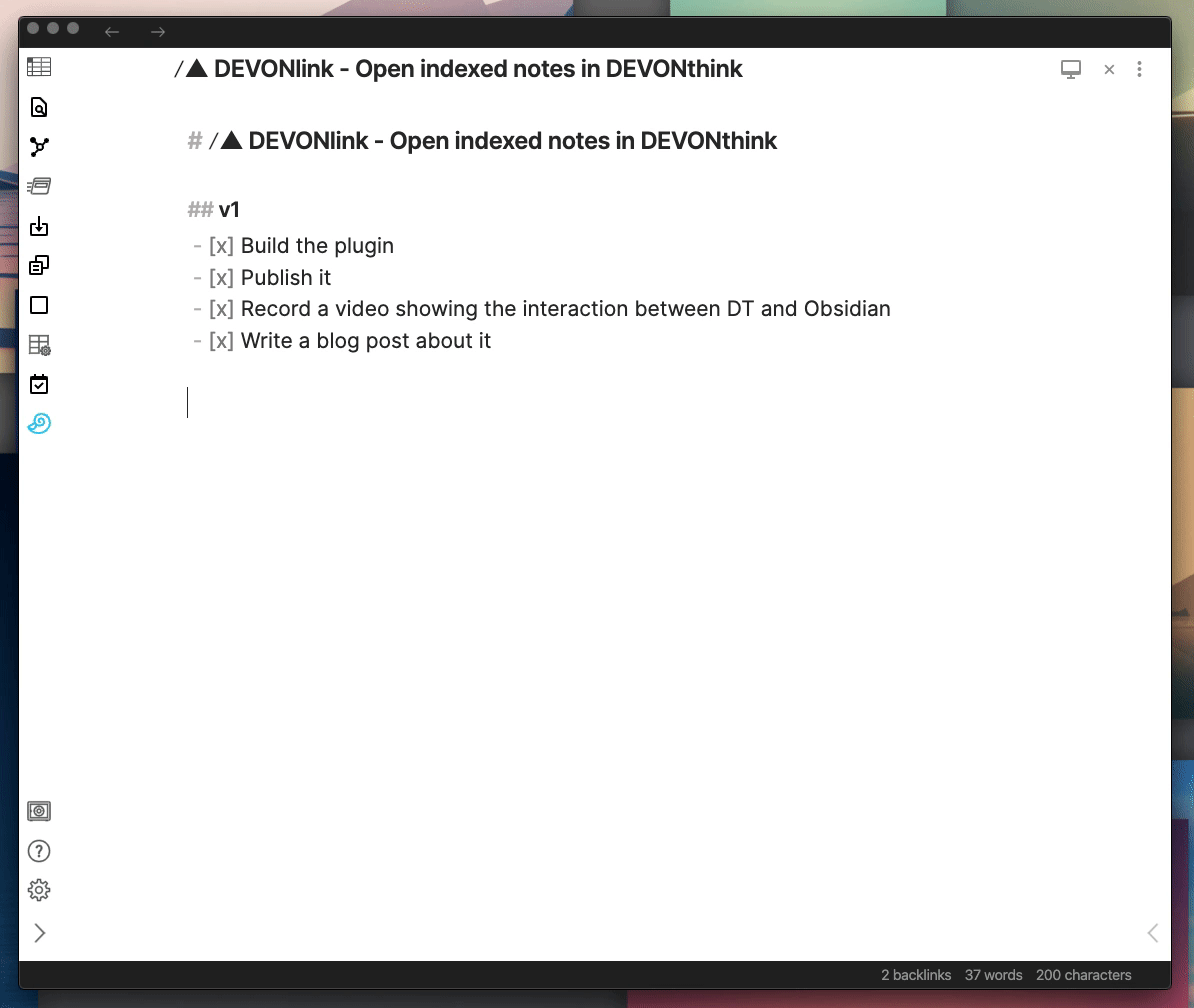 /▲ DEVONlink - Open indexed notes in DEVONthink
# /▲ DEVONlink - Open indexed notes in DEVONthink
## v1
- [x] Build the plugin
- [x] Publish it
- [x] Record a video showing the interaction between DT and Obsidian
- [x] Write a blog post about it
2 backlinks 37 words 200 characters